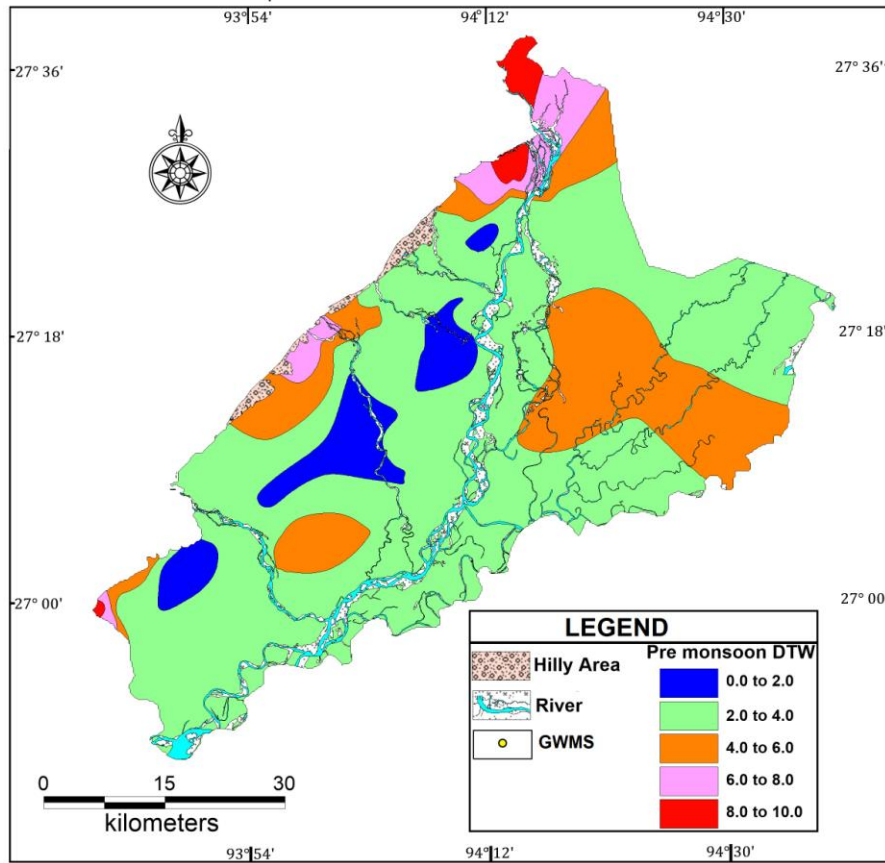 93°54' 94°12' 94°30'
27° 36' 27° 36'
27° 18' 27° 18'
27° 00' 27° 00'
LEGEND
Pre monsoon DTW
Hilly Area
River
GWMS
0.0 to 2.0
2.0 to 4.0
4.0 to 6.0
6.0 to 8.0
8.0 to 10.0
0 15 30
kilometers
93°54' 94°12' 94°30'